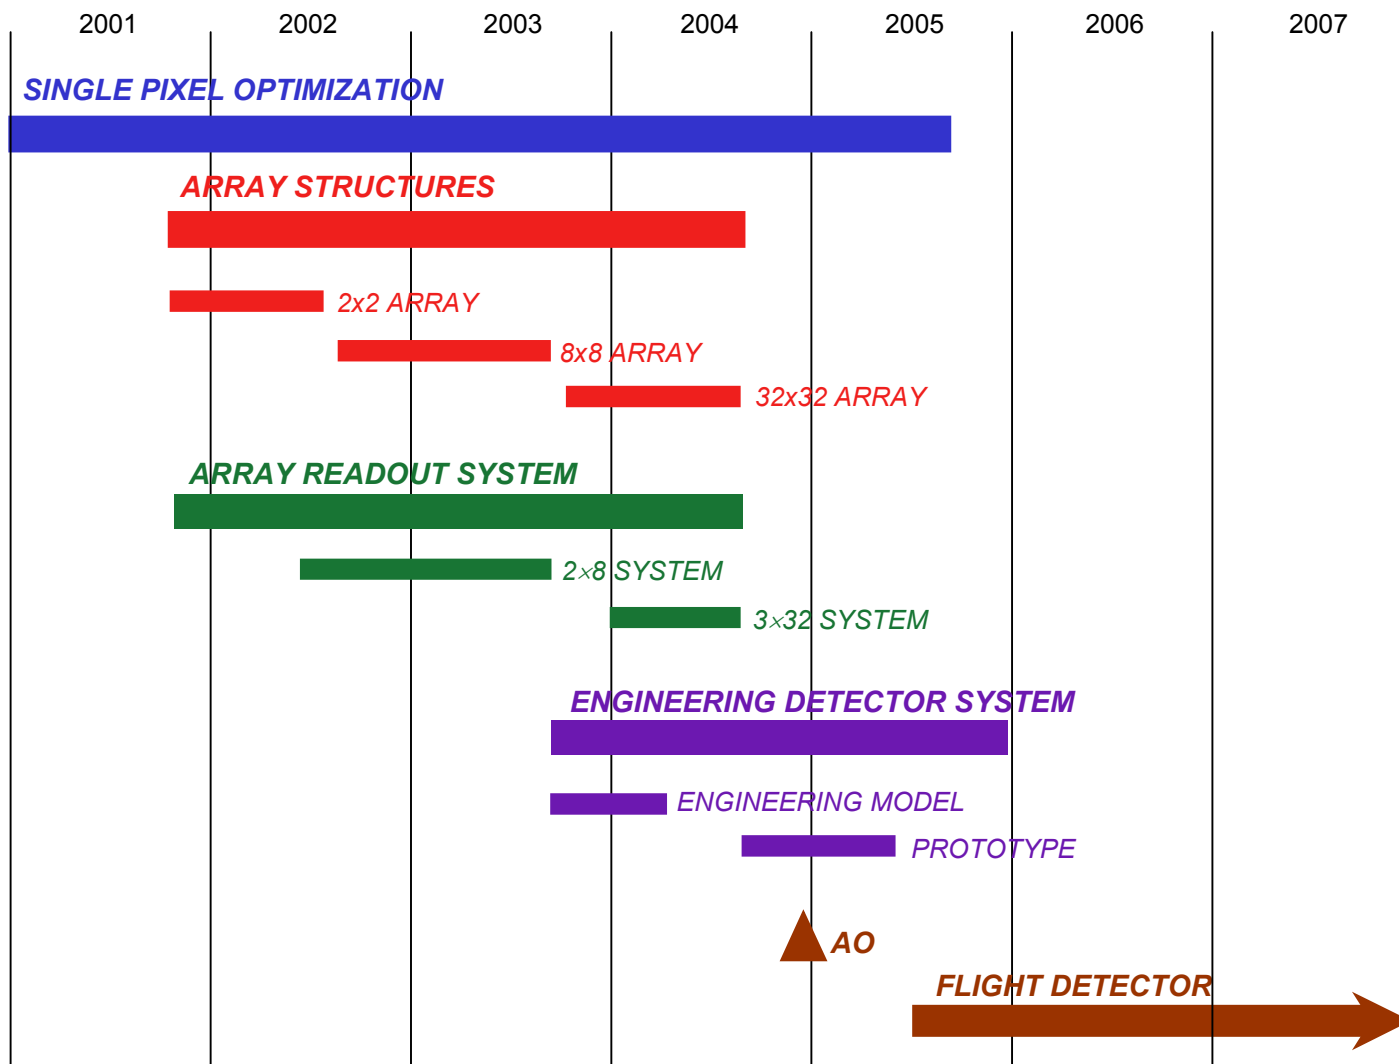 2001 2002 2003 2004 2005 2006 2007
SINGLE PIXEL OPTIMIZATION
ARRAY STRUCTURES
2x2 ARRAY
8x8 ARRAY
32x32 ARRAY
ARRAY READOUT SYSTEM
2×8 SYSTEM
3×32 SYSTEM
ENGINEERING DETECTOR SYSTEM
ENGINEERING MODEL
PROTOTYPE
AO
FLIGHT DETECTOR